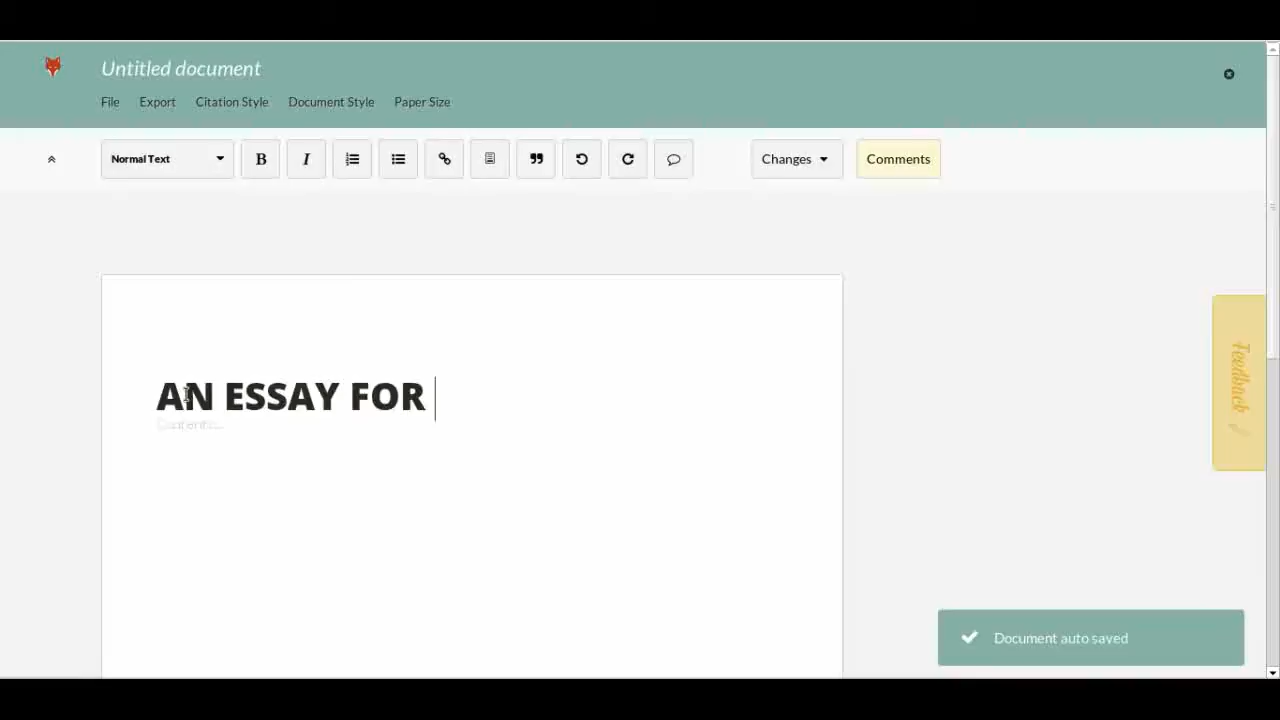 Untitled document
File Export Citation Style Document Style Paper Size
Normal Text B I Changes Comments
AN ESSAY FOR
Contents...
Feedback
Document auto saved